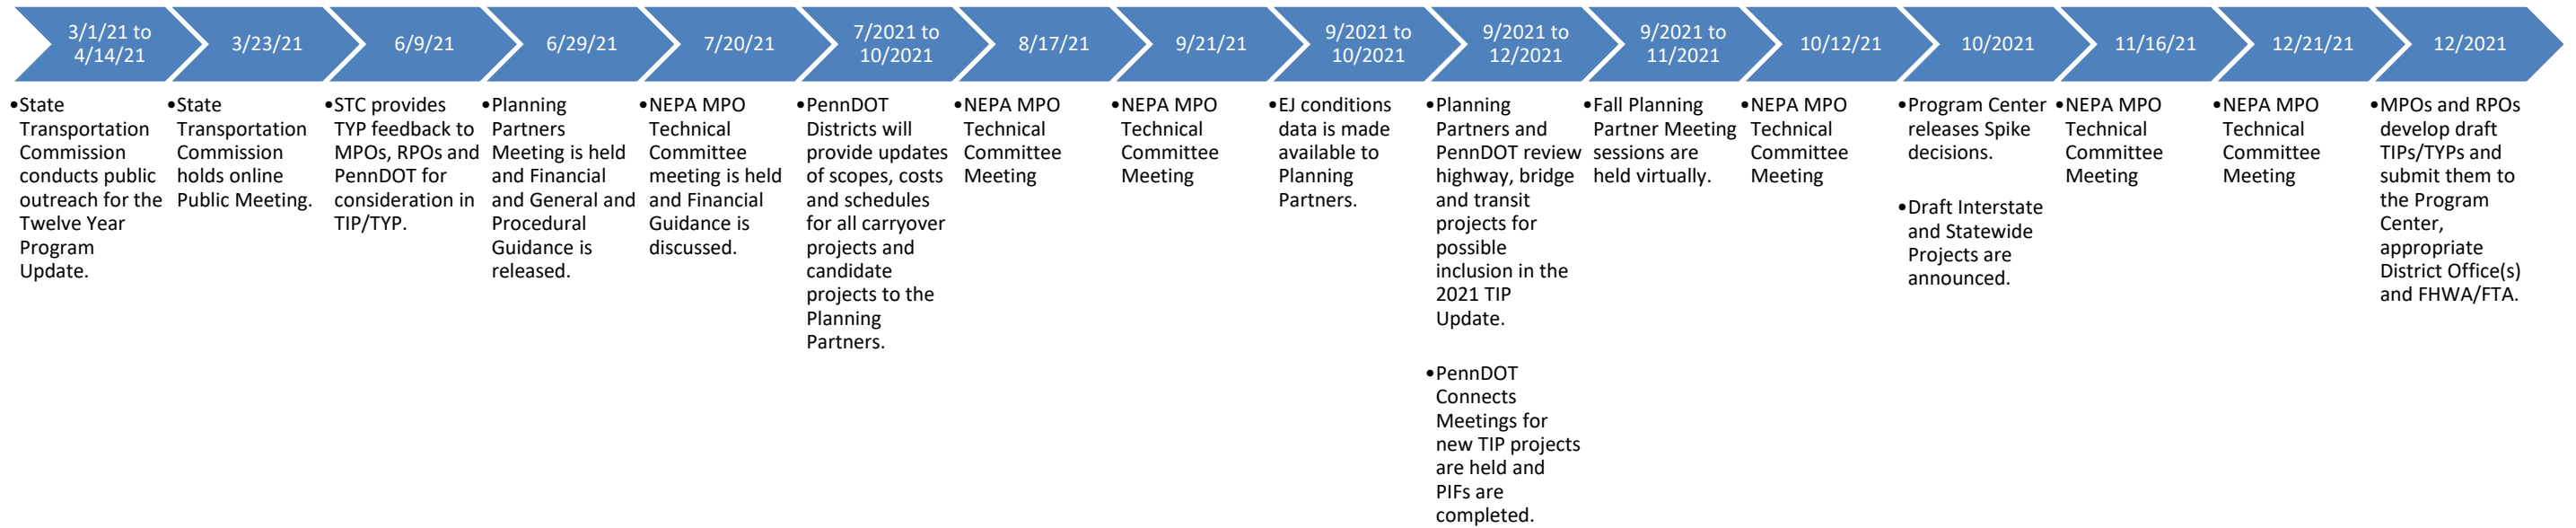 3/1/21 to
4/14/21
3/23/21
6/9/21
6/29/21
7/20/21
7/2021 to
10/2021
8/17/21
9/21/21
9/2021 to
10/2021
9/2021 to
12/2021
9/2021 to
11/2021
10/12/21
10/2021
11/16/21
12/21/21
12/2021
•State
Transportation
Commission
conducts public
outreach for the
Twelve Year
Program
Update.
•State
Transportation
Commission
holds online
Public Meeting.
•STC provides
TYP feedback to
MPOs, RPOs and
PennDOT for
consideration in
TIP/TYP.
•Planning
Partners
Meeting is held
and Financial
and General and
Procedural
Guidance is
released.
•NEPA MPO
Technical
Committee
meeting is held
and Financial
Guidance is
discussed.
•PennDOT
Districts will
provide updates
of scopes, costs
and schedules
for all carryover
projects and
candidate
projects to the
Planning
Partners.
•NEPA MPO
Technical
Committee
Meeting
•NEPA MPO
Technical
Committee
Meeting
•EJ conditions
data is made
available to
Planning
Partners.
•Planning
Partners and
PennDOT review
highway, bridge
and transit
projects for
possible
inclusion in the
2021 TIP
Update.
•PennDOT
Connects
Meetings for
new TIP projects
are held and
PIFs are
completed.
•Fall Planning
Partner Meeting
sessions are
held virtually.
•NEPA MPO
Technical
Committee
Meeting
•Program Center
releases Spike
decisions.
•Draft Interstate
and Statewide
Projects are
announced.
•NEPA MPO
Technical
Committee
Meeting
•NEPA MPO
Technical
Committee
Meeting
•MPOs and RPOs
develop draft
TIPs/TYPs and
submit them to
the Program
Center,
appropriate
District Office(s)
and FHWA/FTA.